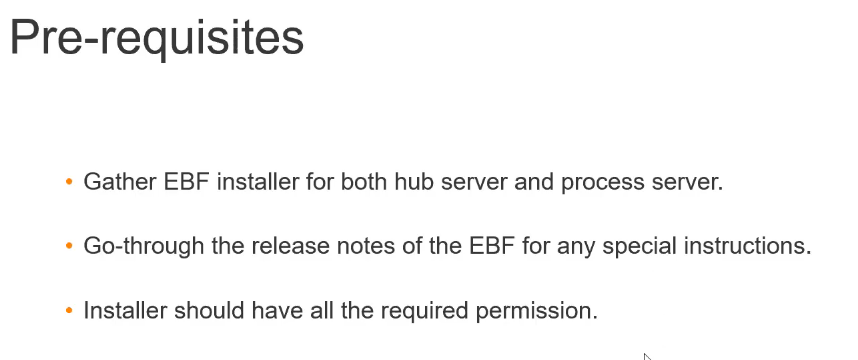 Pre-requisites
• Gather EBF installer for both hub server and process server.
• Go-through the release notes of the EBF for any special instructions.
• Installer should have all the required permission.